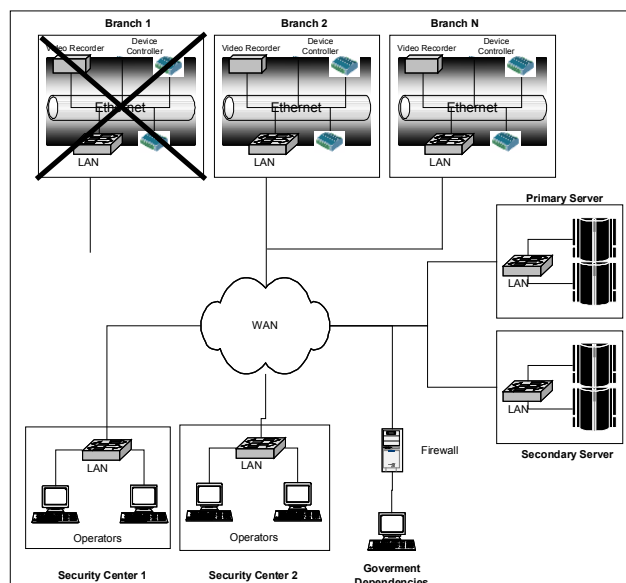 Branch 1
Branch 2
Branch N
Video Recorder
Device
Controller
Ethernet
LAN
Video Recorder
Device
Controller
Ethernet
LAN
Video Recorder
Device
Controller
Ethernet
LAN
Primary Server
LAN
WAN
LAN
Secondary Server
LAN
Operators
Security Center 1
LAN
Operators
Security Center 2
Firewall
Goverment
Dependencies